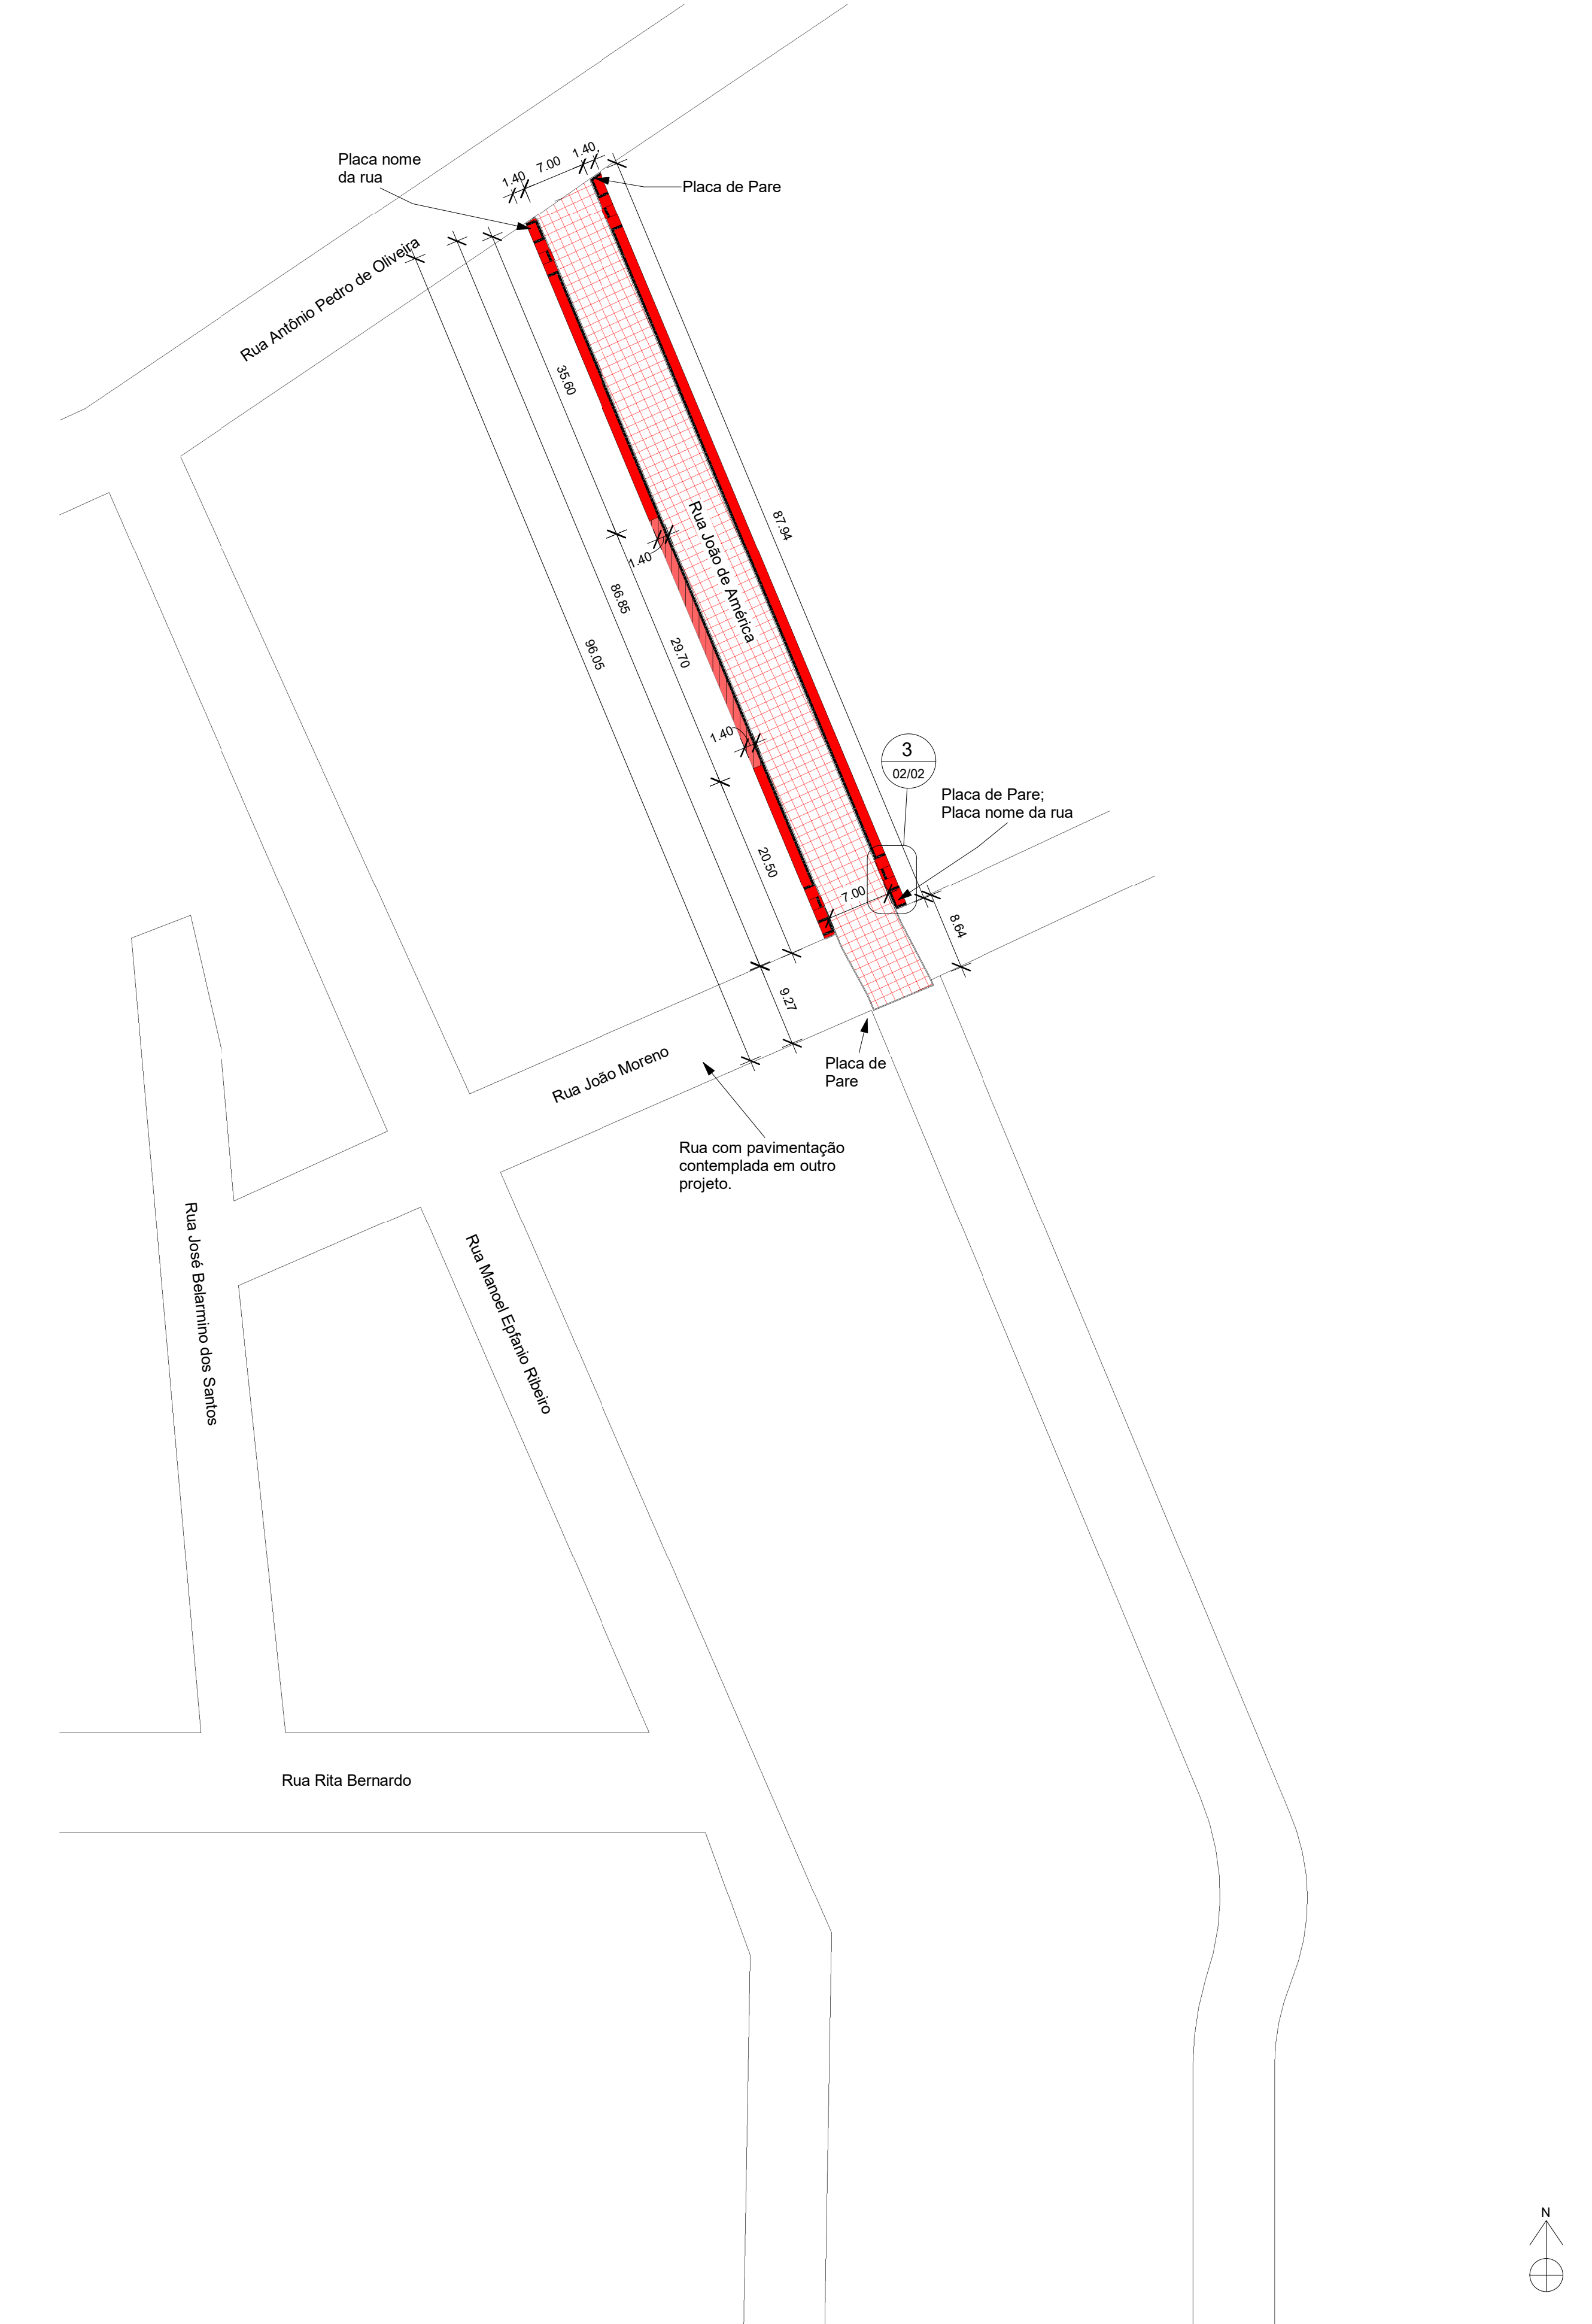 1.40
7.00
1.40
Placa nome
da rua
Placa de Pare
Rua Antônio Pedro de Oliveira
35.60
87.94
Rua João de América
1.40
86.85
96.05
29.70
1.40
3
02/02
Placa de Pare;
Placa nome da rua
20.50
7.00
8.64
9.27
Rua João Moreno
Placa de
Pare
Rua com pavimentação
contemplada em outro
projeto.
Rua José Belarmino dos Santos
Rua Manoel Epfanio Ribeiro
Rua Rita Bernardo
N